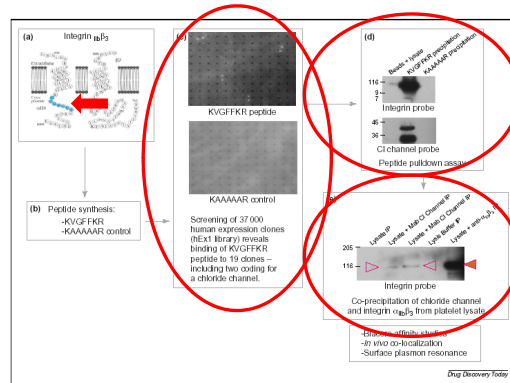 (a) Integrin IIbβ3
(b) Peptide synthesis:
-KVGFFKR
-KAAAAAR control
KVGFFKR peptide
KAAAAAR control
Screening of 37 000
human expression clones
(hEx1 library) reveals
binding of KVGFFKR
peptide to 19 clones –
including two coding for
a chloride channel.
(d)
Beads + lysate
KVGFFKR precipitation
KAAAAAR precipitation
116
9
7
Integrin probe
45
36
Cl channel probe
Peptide pulldown assay
Lysate IP
Lysate + Mab Cl Channel IP
Lysate + Mab Cl Channel IP
Lysis Buffer IP
205
116
Integrin probe
Co-precipitation of chloride channel
and integrin αIIbβ3 from platelet lysate
-Biacore affinity studies
-In vivo co-localization
-Surface plasmon resonance
Drug Discovery Today